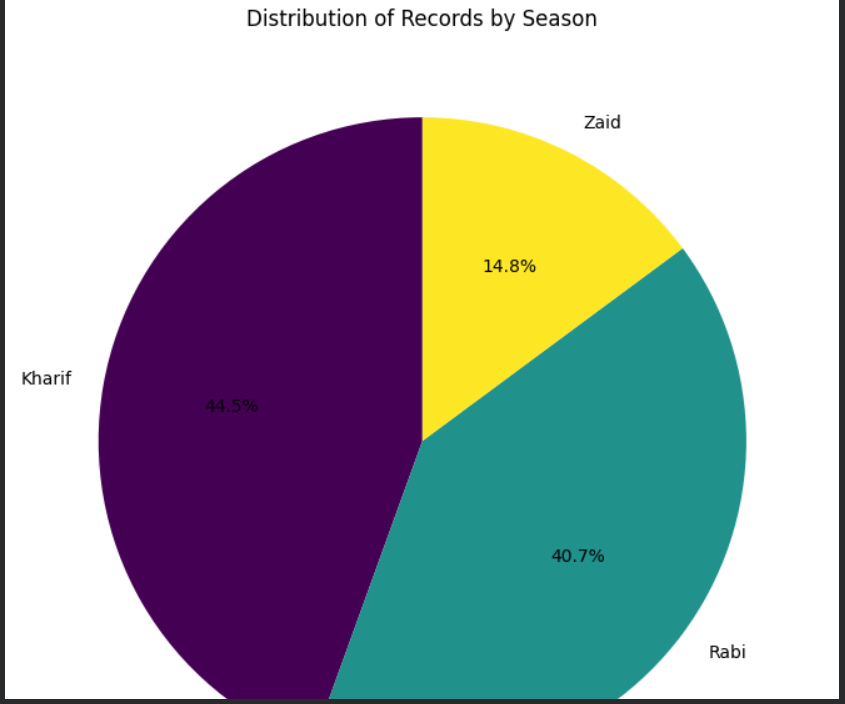 Distribution of Records by Season
Zaid
14.8%
Kharif
44.5%
40.7%
Rabi